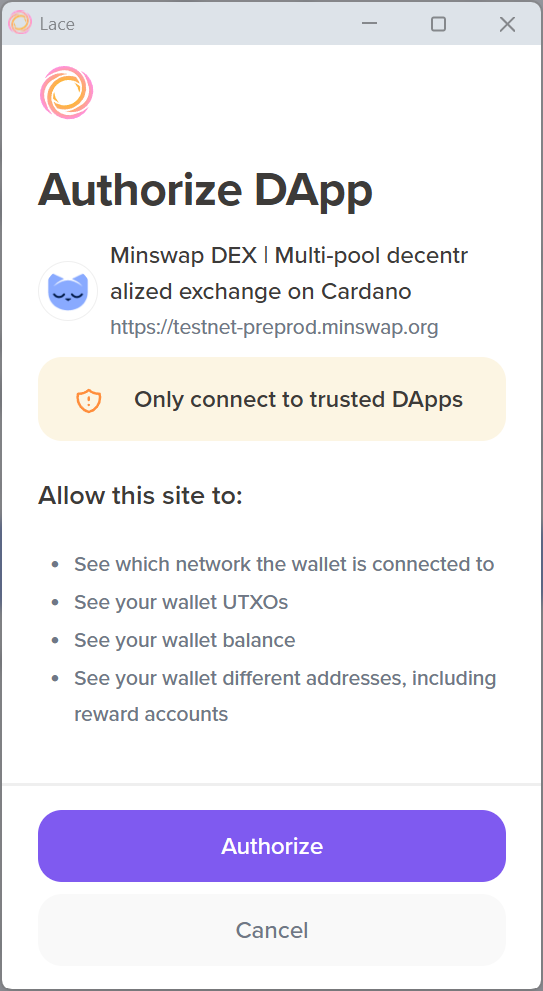 Lace
Authorize DApp
Minswap DEX | Multi-pool decentr
alized exchange on Cardano
https://testnet-preprod.minswap.org
Only connect to trusted DApps
Allow this site to:
• See which network the wallet is connected to
• See your wallet UTXOs
• See your wallet balance
• See your wallet different addresses, including
reward accounts
Authorize
Cancel